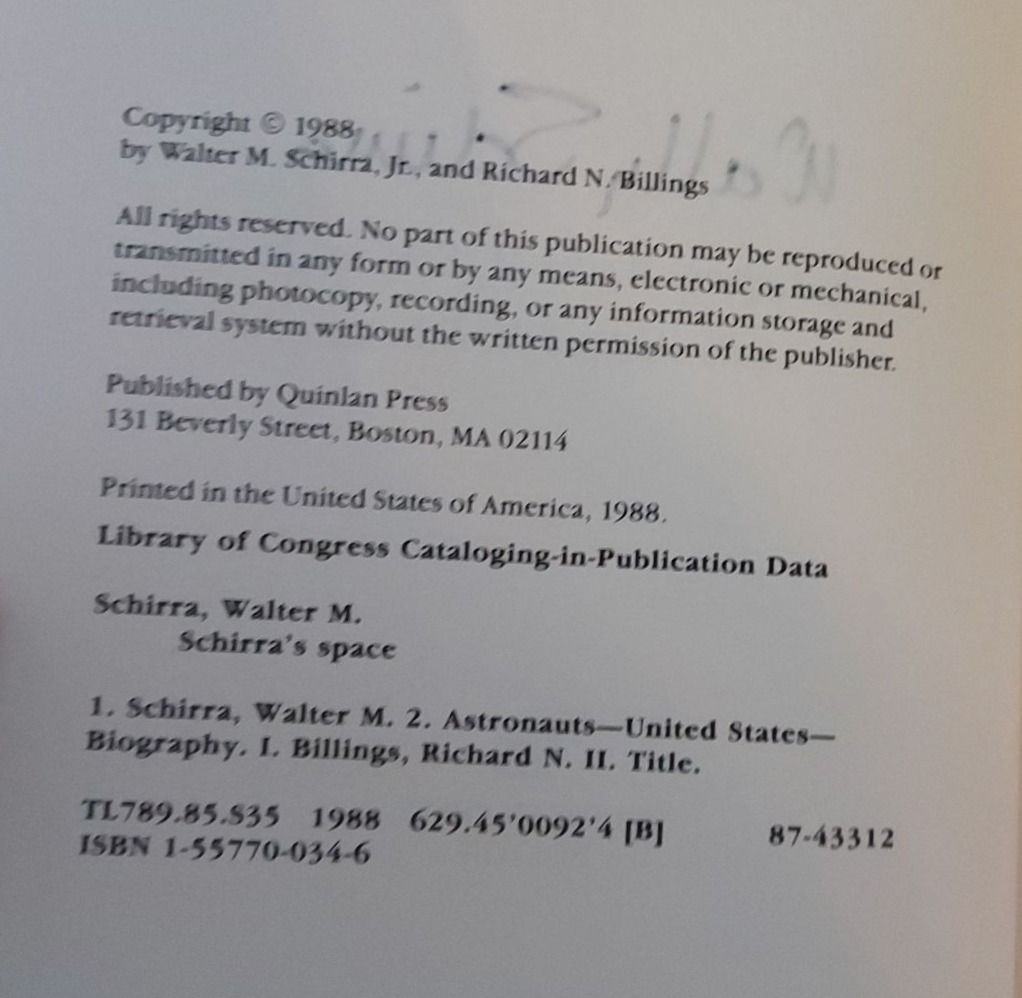 Copyright © 1988
by Walter M. Schirra, Jr., and Richard N. Billings
All rights reserved. No part of this publication may be reproduced or
transmitted in any form or by any means, electronic or mechanical,
including photocopy, recording, or any information storage and
retrieval system without the written permission of the publisher.
Published by Quinlan Press
131 Beverly Street, Boston, MA 02114
Printed in the United States of America, 1988.
Library of Congress Cataloging-in-Publication Data
Schirra, Walter M.
Schirra's space
1. Schirra, Walter M. 2. Astronauts—United States—
Biography. I. Billings, Richard N. II. Title.
TL789.85.S35 1988 629.45'0092'4 [B] 87-43312
ISBN 1-55770-034-6